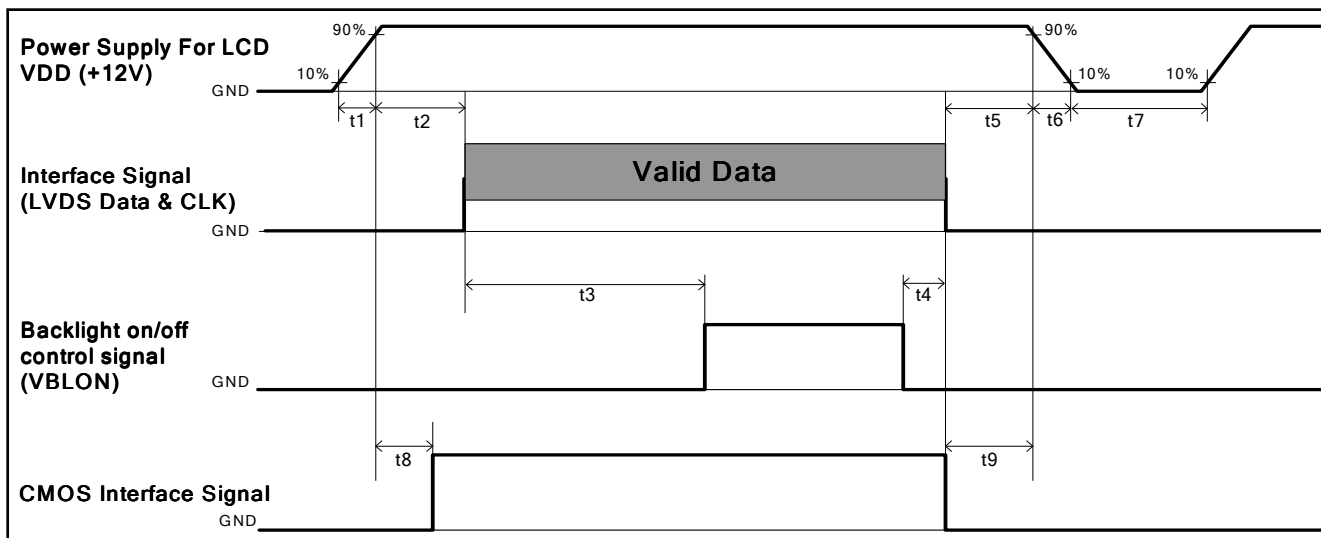 Power Supply For LCD
VDD (+12V)
90%
10%
GND
90%
10%
10%
t1
t2
t5
t6
t7
Interface Signal
(LVDS Data & CLK)
Valid Data
GND
t3
t4
Backlight on/off
control signal
(VBLON)
GND
t8
t9
CMOS Interface Signal
GND